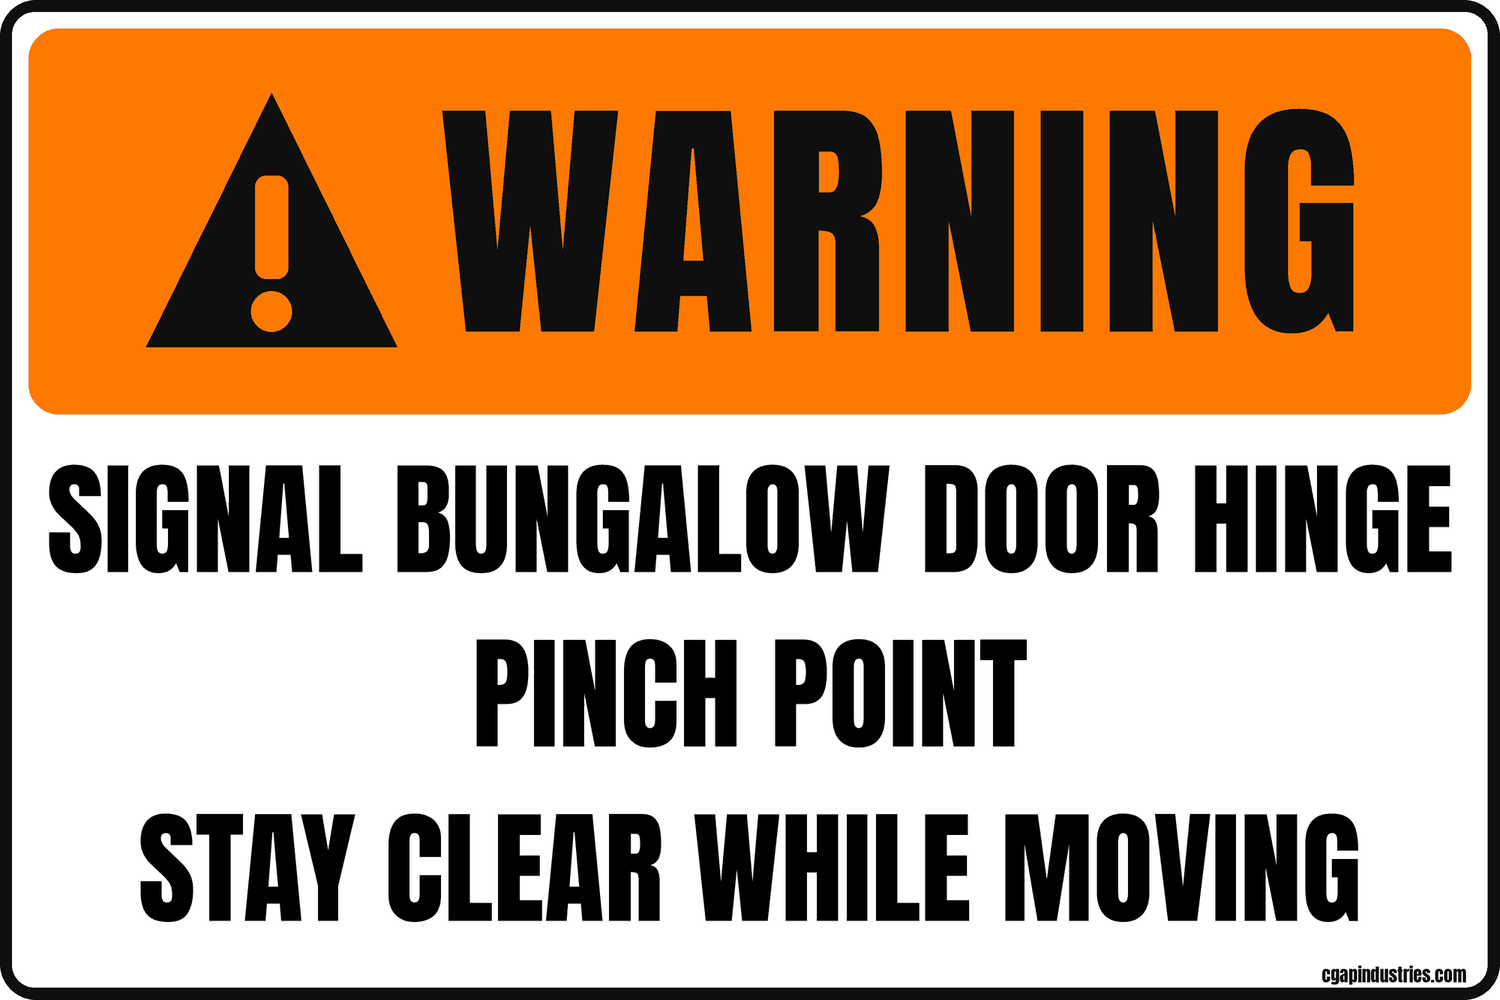 WARNING
SIGNAL BUNGALOW DOOR HINGE
PINCH POINT
STAY CLEAR WHILE MOVING
cgapindustries.com